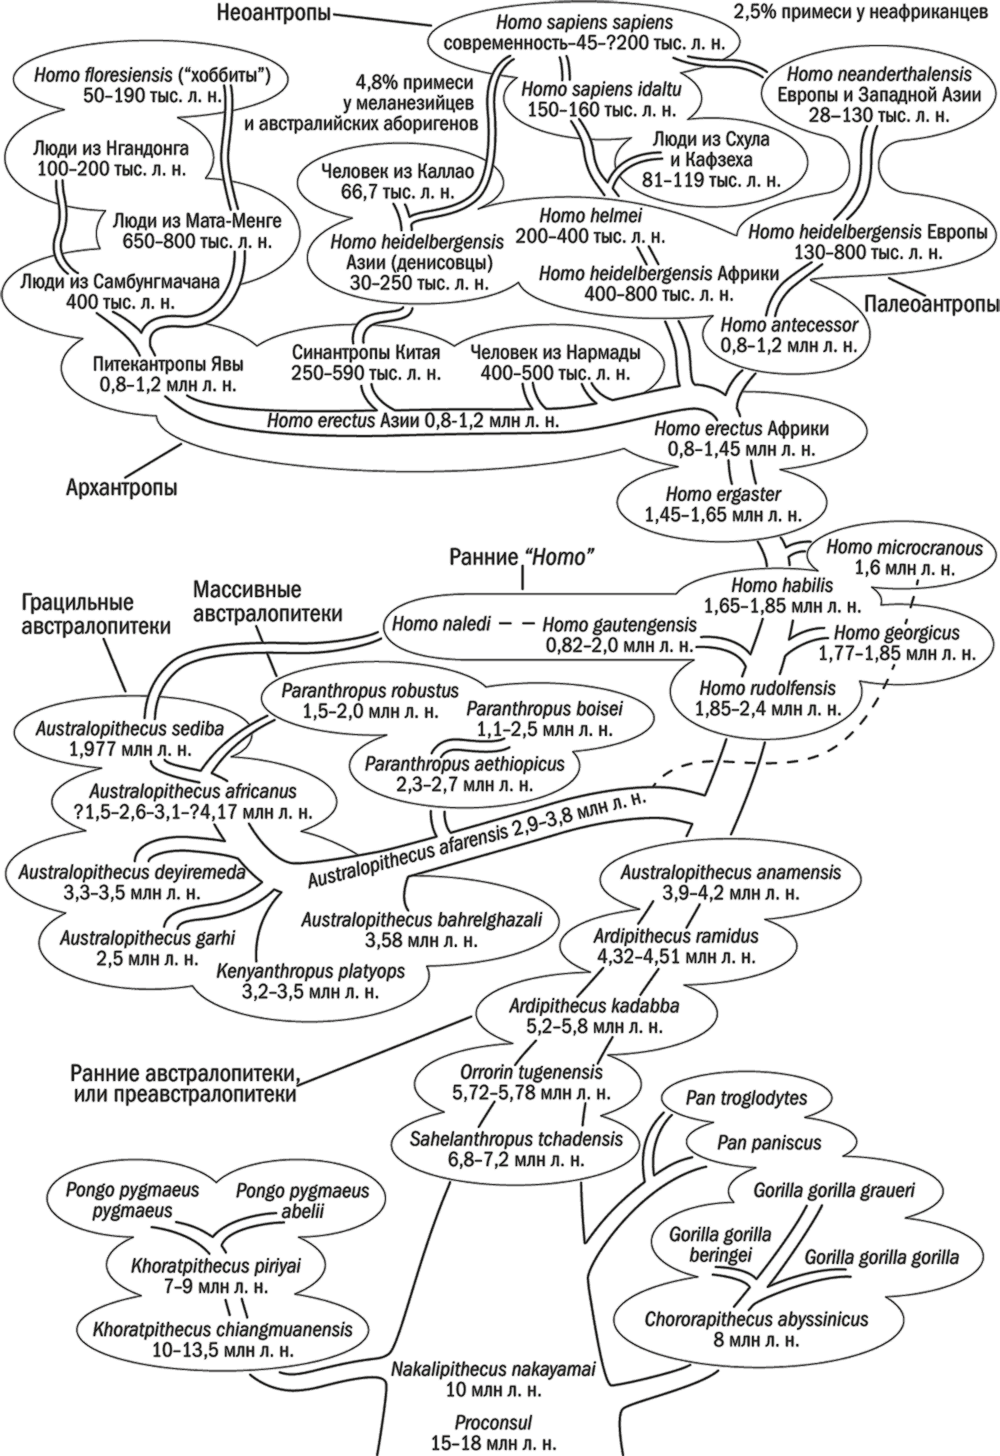 Неоантропы
Homo sapiens sapiens
современность–45–?200 тыс. л. н.
2,5% примеси у неафриканцев
Homo floresiensis (“хоббиты”)
50–190 тыс. л. н.
4,8% примеси
у меланезийцев
и австралийских аборигенов
Homo sapiens idaltu
150–160 тыс. л. н.
Homo neanderthalensis
Европы и Западной Азии
28–130 тыс. л. н.
Люди из Нгандонга
100–200 тыс. л. н.
Человек из Каллао
66,7 тыс. л. н.
Люди из Схула
и Кафзеха
81–119 тыс. л. н.
Люди из Мата-Менге
650–800 тыс. л. н.
Homo heidelbergensis
Азии (денисовцы)
30–250 тыс. л. н.
Homo helmei
200–400 тыс. л. н.
Homo heidelbergensis Африки
400–800 тыс. л. н.
Homo heidelbergensis Европы
130–800 тыс. л. н.
Люди из Самбунгмачана
400 тыс. л. н.
Палеоантропы
Homo antecessor
0,8–1,2 млн л. н.
Питекантропы Явы
0,8–1,2 млн л. н.
Синантропы Китая
250–590 тыс. л. н.
Человек из Нармады
400–500 тыс. л. н.
Homo erectus Азии 0,8-1,2 млн л. н.
Homo erectus Африки
0,8–1,45 млн л. н.
Архантропы
Homo ergaster
1,45–1,65 млн л. н.
Ранние “Homo”
Homo microcranous
1,6 млн л. н.
Грацильные
австралопитеки
Массивные
австралопитеки
Homo habilis
1,65–1,85 млн л. н.
Homo naledi
Homo gautengensis
0,82–2,0 млн л. н.
Homo georgicus
1,77–1,85 млн л. н.
Homo rudolfensis
1,85–2,4 млн л. н.
Paranthropus robustus
1,5–2,0 млн л. н.
Paranthropus boisei
1,1–2,5 млн л. н.
Australopithecus sediba
1,977 млн л. н.
Paranthropus aethiopicus
2,3–2,7 млн л. н.
Australopithecus africanus
?1,5–2,6–3,1–?4,17 млн л. н.
Australopithecus afarensis 2,9–3,8 млн л. н.
Australopithecus deyiremeda
3,3–3,5 млн л. н.
Australopithecus anamensis
3,9–4,2 млн л. н.
Australopithecus bahrelghazali
3,58 млн л. н.
Australopithecus garhi
2,5 млн л. н.
Ardipithecus ramidus
4,32–4,51 млн л. н.
Kenyanthropus platyops
3,2–3,5 млн л. н.
Ardipithecus kadabba
5,2–5,8 млн л. н.
Ранние австралопитеки,
или преавстралопитеки
Orrorin tugenensis
5,72–5,78 млн л. н.
Pan troglodytes
Sahelanthropus tchadensis
6,8–7,2 млн л. н.
Pan paniscus
Pongo pygmaeus
pygmaeus
Pongo pygmaeus
abelii
Gorilla gorilla graueri
Gorilla gorilla
beringei
Gorilla gorilla gorilla
Khoratpithecus piriyai
7–9 млн л. н.
Khoratpithecus chiangmuanensis
10–13,5 млн л. н.
Chororapithecus abyssinicus
8 млн л. н.
Nakalipithecus nakayamai
10 млн л. н.
Proconsul
15–18 млн л. н.